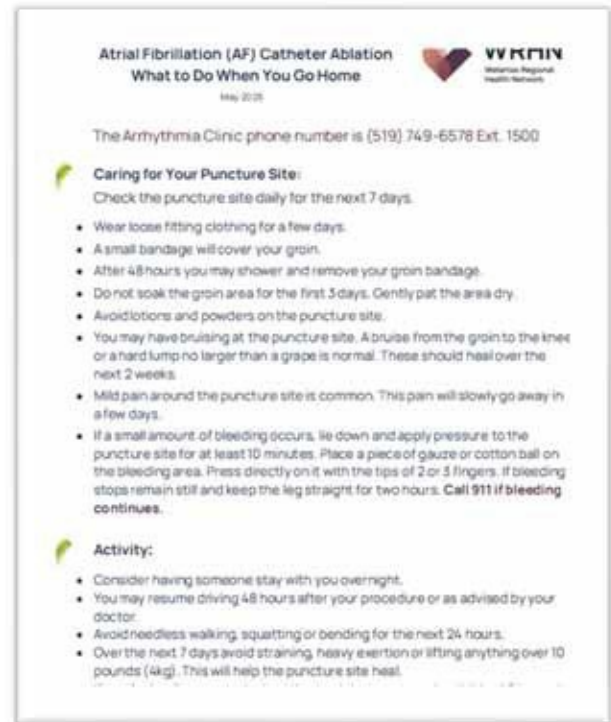 Atrial Fibrillation (AF) Catheter Ablation
What to Do When You Go Home
May 2025
WRHN
Waterloo Regional
Health Network
The Arrhythmia Clinic phone number is (519) 749-6578 Ext. 1500
Caring for Your Puncture Site:
Check the puncture site daily for the next 7 days.
• Wear loose fitting clothing for a few days.
• A small bandage will cover your groin.
• After 48 hours you may shower and remove your groin bandage.
• Do not soak the groin area for the first 3 days. Gently pat the area dry.
• Avoid lotions and powders on the puncture site.
• You may have bruising at the puncture site. A bruise from the groin to the knee
or a hard lump no larger than a grape is normal. These should heal over the
next 2 weeks.
• Mild pain around the puncture site is common. This pain will slowly go away in
a few days.
• If a small amount of bleeding occurs, lie down and apply pressure to the
puncture site for at least 10 minutes. Place a piece of gauze or cotton ball on
the bleeding area. Press directly on it with the tips of 2 or 3 fingers. If bleeding
stops remain still and keep the leg straight for two hours. Call 911 if bleeding
continues.
Activity:
• Consider having someone stay with you overnight.
• You may resume driving 48 hours after your procedure or as advised by your
doctor.
• Avoid needless walking, squatting or bending for the next 24 hours.
• Over the next 7 days avoid straining, heavy exertion or lifting anything over 10
pounds (4kg). This will help the puncture site heal.